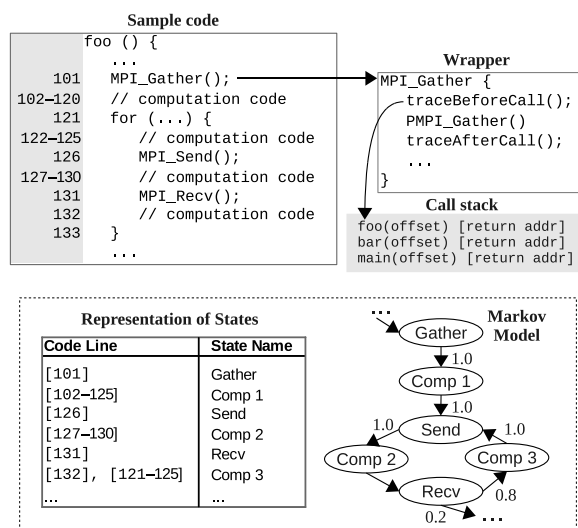 Sample code
foo () {
...
101 MPI_Gather();
102–120 // computation code
121 for (...) {
122–125 // computation code
126 MPI_Send();
127–130 // computation code
131 MPI_Recv();
132 // computation code
133 }
...
Wrapper
MPI_Gather {
traceBeforeCall();
PMPI_Gather()
traceAfterCall();
...
}
Call stack
foo(offset) [return addr]
bar(offset) [return addr]
main(offset) [return addr]
Representation of States
Code Line State Name
[101] Gather
[102–125] Comp 1
[126] Send
[127–130] Comp 2
[131] Recv
[132], [121–125] Comp 3
... ...
Markov
Model
...
Gather
1.0
Comp 1
1.0
1.0 Send 1.0
Comp 2 Comp 3
Recv 0.8
0.2 ...